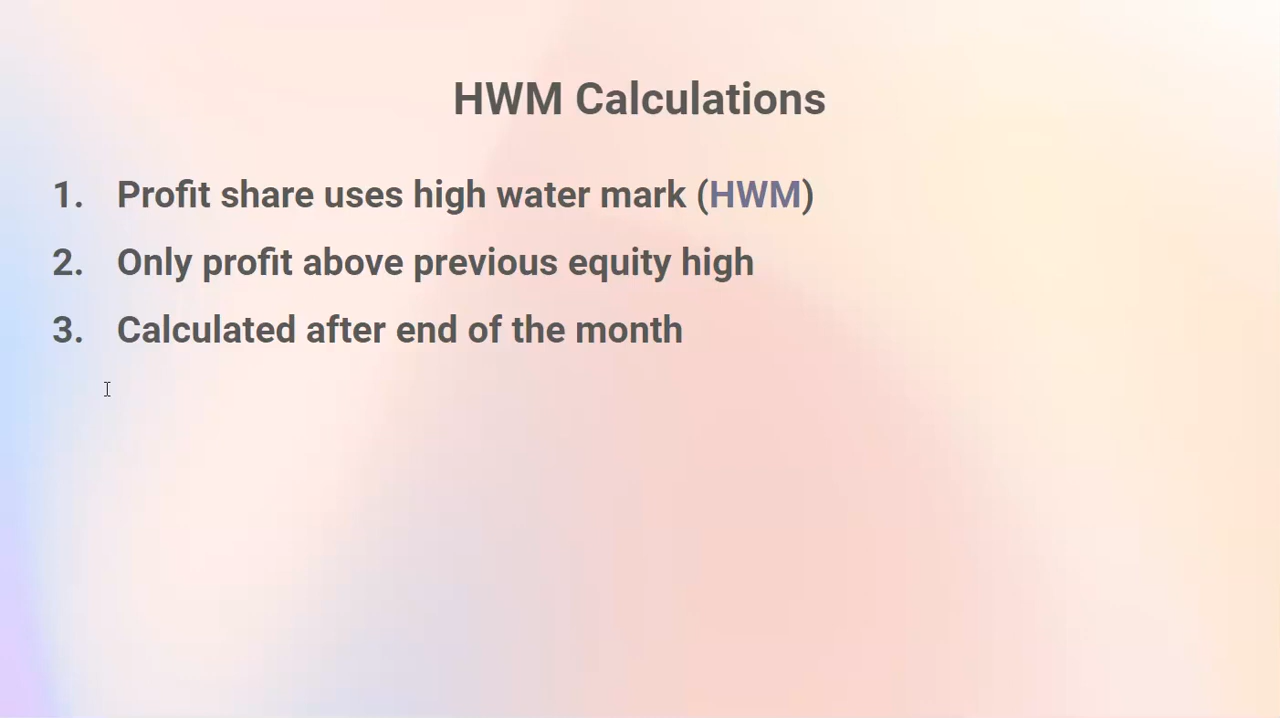 HWM Calculations
1. Profit share uses high water mark (HWM)
2. Only profit above previous equity high
3. Calculated after end of the month